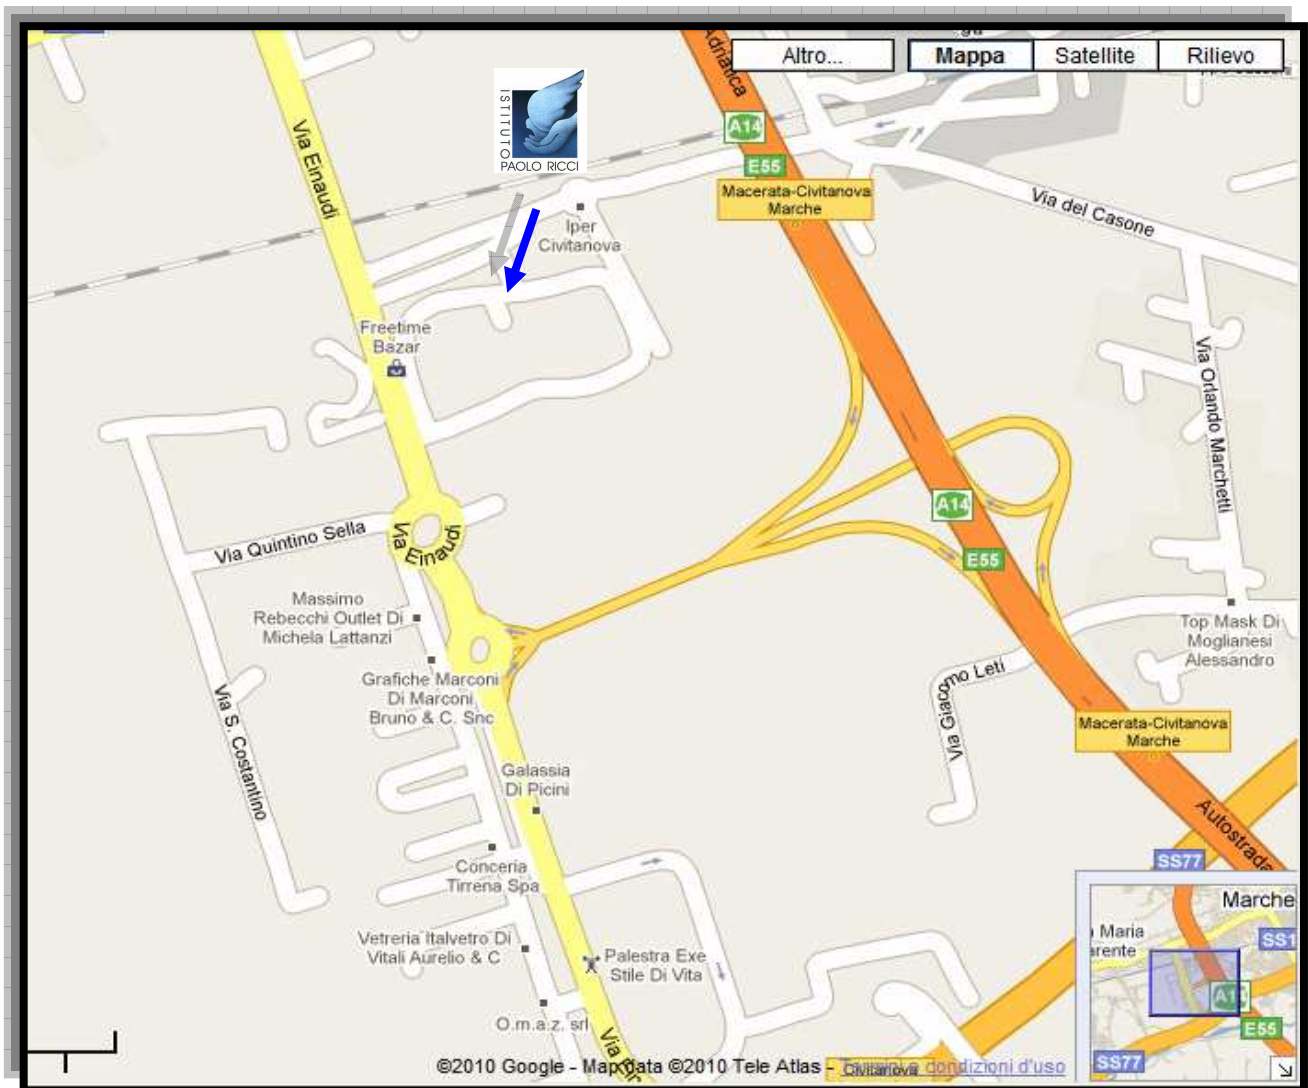 Altro...
Mappa
Satellite
Rilievo
Adriatica
ISTITUTO
PAOLO RICCI
A14
E55
Macerata-Civitanova
Marche
Via Einaudi
Via del Casone
Iper
Civitanova
Freetime
Bazar
Via Orlando Marchetti
A14
E55
Via Quintino Sella
Via Einaudi
Massimo
Rebecchi Outlet Di
Michela Lattanzi
Top Mask Di
Moglianesi
Alessandro
Grafiche Marconi
Di Marconi
Bruno & C. Snc
Via Giacomo Leti
Via S. Costantino
Macerata-Civitanova
Marche
Galassia
Di Picini
Autostrada
SS77
Conceria
Tirrena Spa
Marche
Maria
SS1
Vetreria Italvetro Di
Vitali Aurelio & C
Palestra Exe
Stile Di Vita
E55
O.m.a.z. srl
Via
SS77
©2010 Google - Map data ©2010 Tele Atlas - Termini e condizioni d'uso
Civitanova